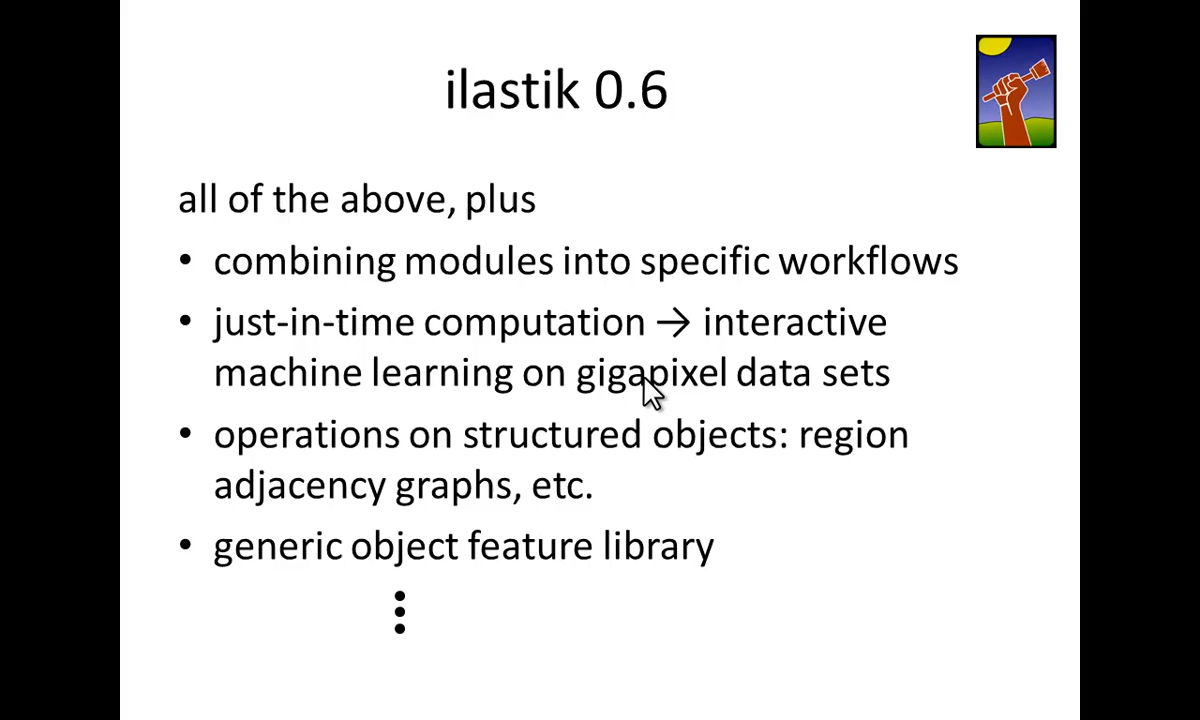 ilastik 0.6
all of the above, plus
• combining modules into specific workflows
• just-in-time computation → interactive
machine learning on gigapixel data sets
• operations on structured objects: region
adjacency graphs, etc.
• generic object feature library
⋮